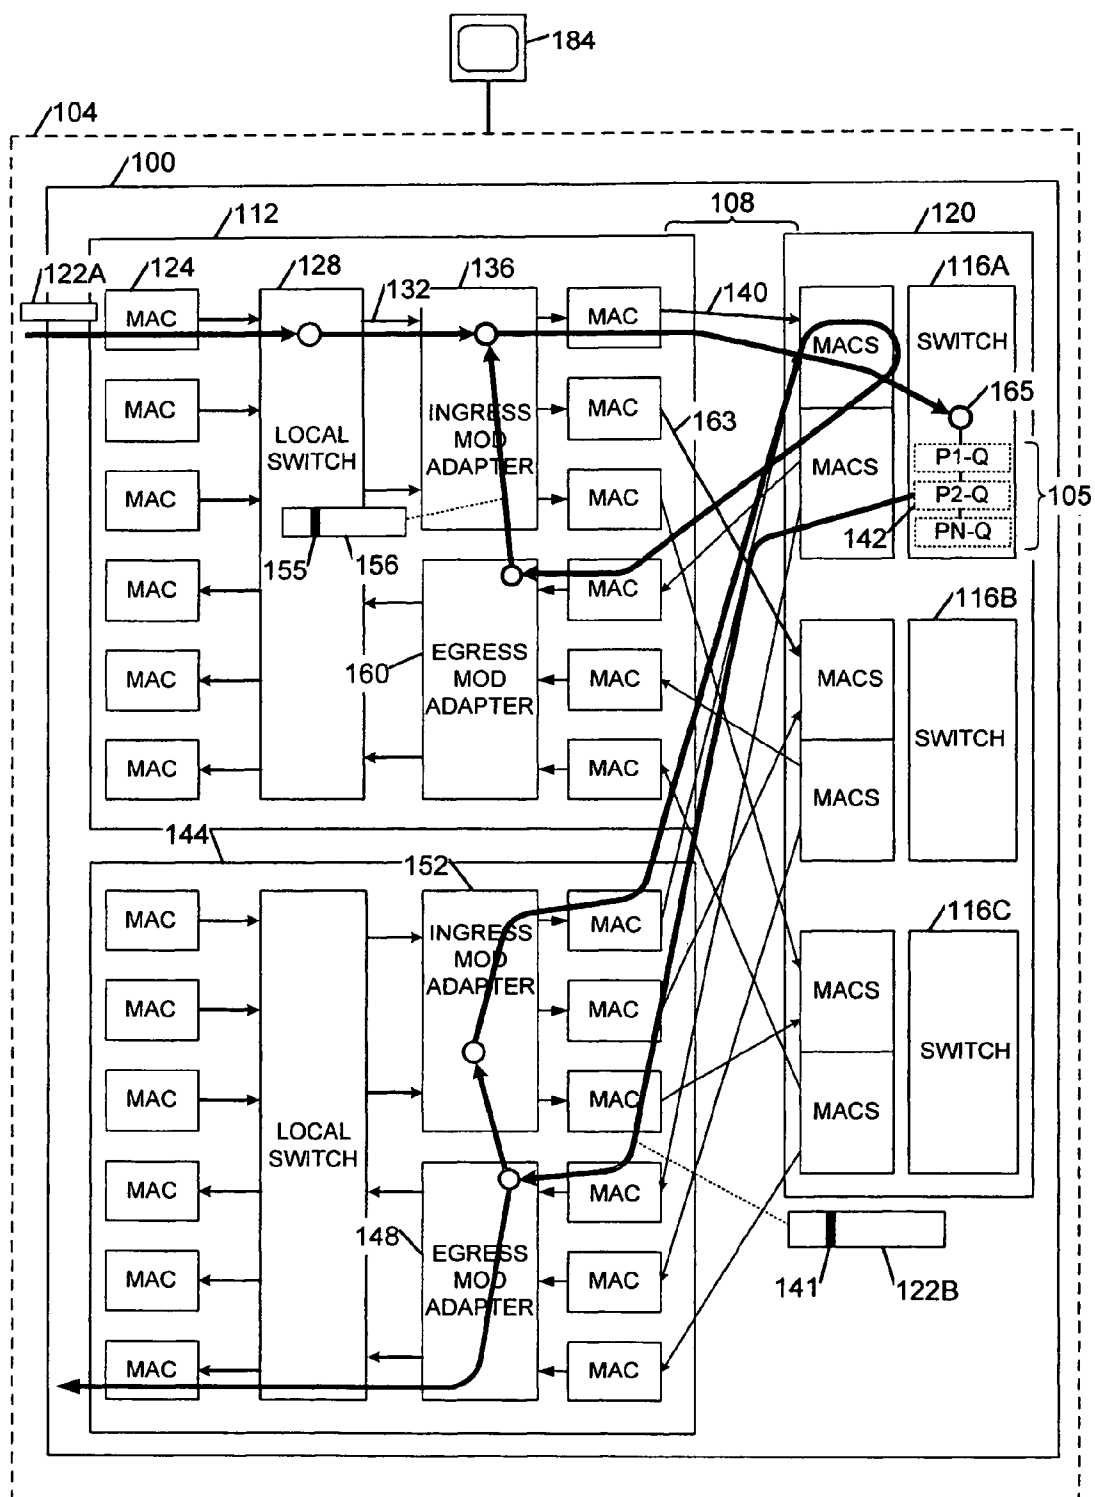 184
104
100
112
108
120
122A
124
128
136
116A
132
140
MAC
MAC
MACS
SWITCH
165
MAC
INGRESS
MOD
ADAPTER
MAC
163
LOCAL
SWITCH
P1-Q
MAC
MAC
MACS
P2-Q
105
142
PN-Q
155
156
MAC
MAC
116B
160
EGRESS
MOD
ADAPTER
MAC
MAC
MACS
SWITCH
MAC
MAC
MACS
144
152
MAC
INGRESS
MOD
ADAPTER
MAC
116C
MAC
MAC
MACS
SWITCH
MAC
LOCAL
SWITCH
MAC
MACS
MAC
MAC
148
EGRESS
MOD
ADAPTER
MAC
MAC
141
122B
MAC
MAC